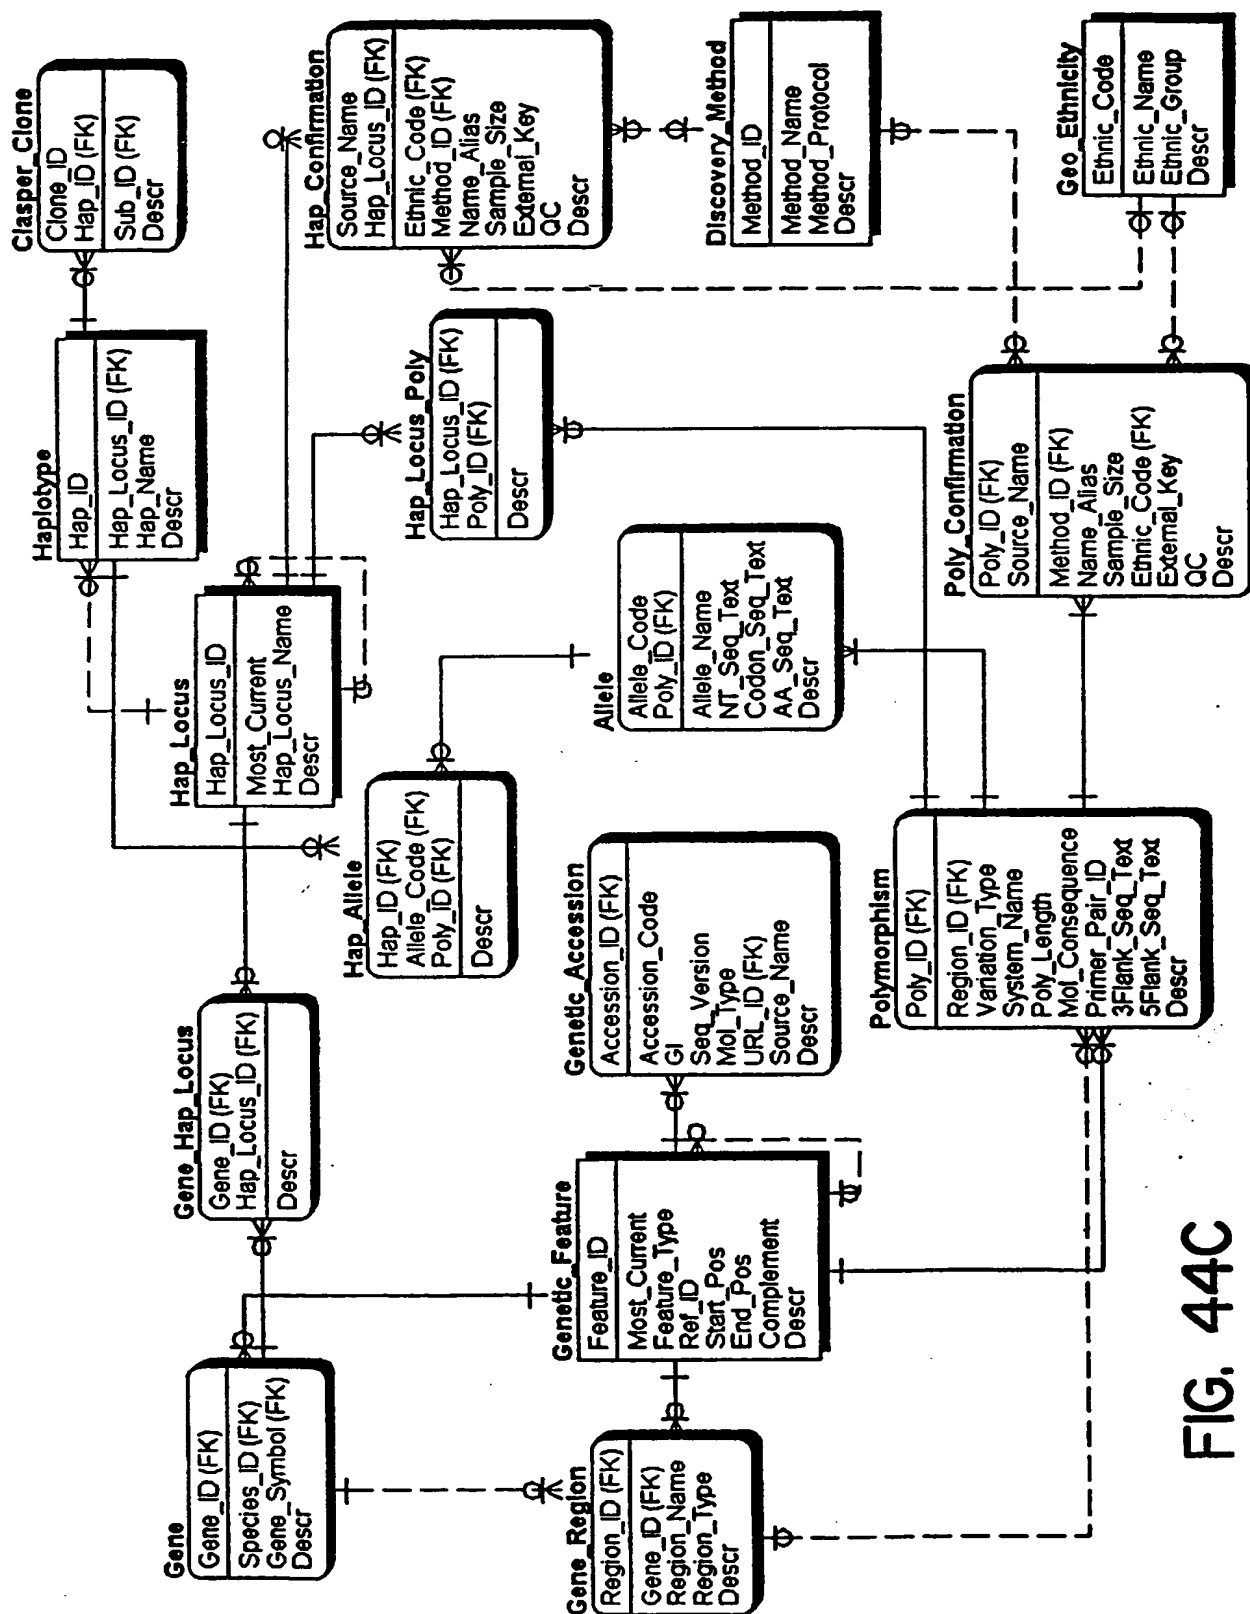 Clasper_Clone
Clone_ID
Hap_ID (FK)
Sub_ID (FK)
Descr
Hap_Confirmation
Source_Name
Hap_Locus_ID (FK)
Ethnic_Code (FK)
Method_ID (FK)
Name_Alias
Sample_Size
External_Key
QC
Descr
Discovery_Method
Method_ID
Method_Name
Method_Protocol
Descr
Geo_Ethnicity
Ethnic_Code
Ethnic_Name
Ethnic_Group
Descr
Haplotype
Hap_ID
Hap_Locus_ID (FK)
Hap_Name
Descr
Hap_Locus_Poly
Hap_Locus_ID (FK)
Poly_ID (FK)
Descr
Poly_Confirmation
Poly_ID (FK)
Source_Name
Method_ID (FK)
Name_Alias
Sample_Size
Ethnic_Code (FK)
External_Key
QC
Descr
Hap_Locus
Hap_Locus_ID
Most_Current
Hap_Locus_Name
Descr
Allele
Allele_Code
Poly_ID (FK)
Allele_Name
NT_Seq_Text
Codon_Seq_Text
AA_Seq_Text
Descr
Hap_Allele
Hap_ID (FK)
Allele_Code (FK)
Poly_ID (FK)
Descr
Genetic_Accession
Accession_ID (FK)
Accession_Code
GI
Seq_Version
Mol_Type
URL_ID (FK)
Source_Name
Descr
Polymorphism
Poly_ID (FK)
Region_ID (FK)
Variation_Type
System_Name
Poly_Length
Mol_Consequence
Primer_Pair_ID
3Flank_Seq_Text
5Flank_Seq_Text
Descr
Gene_Hap_Locus
Gene_ID (FK)
Hap_Locus_ID (FK)
Descr
Genetic_Feature
Feature_ID
Most_Current
Feature_Type
Ref_ID
Start_Pos
End_Pos
Complement
Descr
Gene
Gene_ID (FK)
Species_ID (FK)
Gene_Symbol (FK)
Descr
Gene_Region
Region_ID (FK)
Gene_ID (FK)
Region_Name
Region_Type
Descr
FIG. 44C